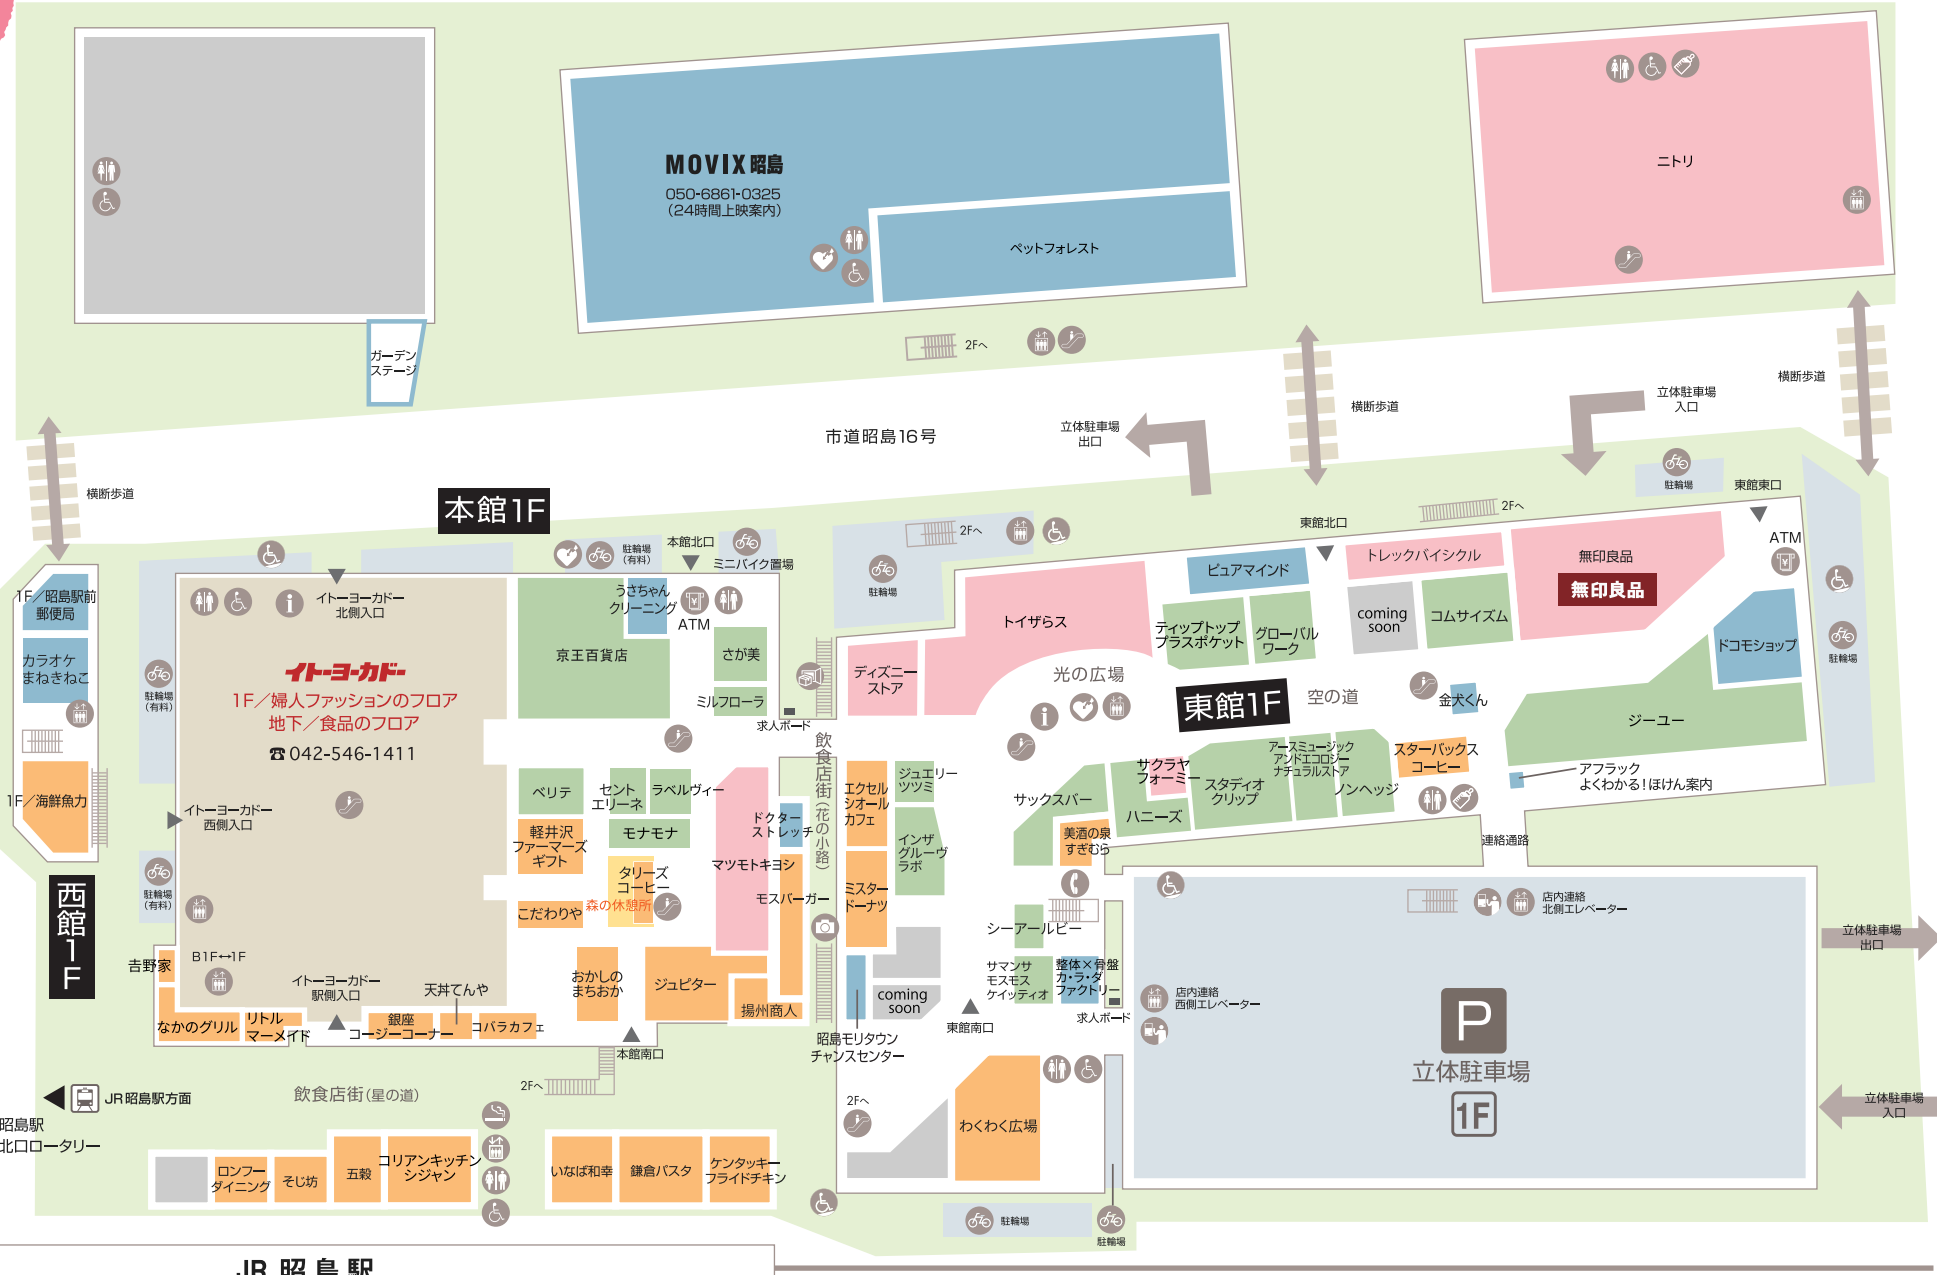 MOVIX昭島
050-6861-0325
(24時間上映案内)
ペットフォレスト
ニトリ
ガーデン
ステージ
2Fへ
市道昭島16号
立体駐車場
出口
横断歩道
立体駐車場
入口
横断歩道
横断歩道
本館1F
駐輪場
東館東口
ATM
東館北口
2Fへ
2Fへ
本館北口
駐輪場
(有料)
ミニバイク置場
駐輪場
トレックバイシクル
無印良品
無印良品
ピュアマインド
coming
soon
コムサイズム
ティップトップ
プラスポケット
グローバル
ワーク
ドコモショップ
駐輪場
1F/昭島駅前
郵便局
カラオケ
まねきねこ
1F/海鮮魚力
西館1F
駐輪場
(有料)
駐輪場
(有料)
イトーヨーカドー
北側入口
イトーヨーカドー
1F/婦人ファッションのフロア
地下/食品のフロア
☎042-546-1411
イトーヨーカドー
西側入口
B1F↔1F
イトーヨーカドー
駅側入口
うさちゃん
クリーニング
ATM
京王百貨店
さが美
ミルフローラ
求人ボード
ベリテ
セント
エリーネ
ラベルヴィー
モナモナ
軽井沢
ファーマーズ
ギフト
タリーズ
コーヒー
森の休憩所
こだわりや
マツモトキヨシ
ドクター
ストレッチ
モスバーガー
おかしの
まちおか
ジュピター
揚州商人
吉野家
なかのグリル
リトル
マーメイド
銀座
コージーコーナー
天丼てんや
コバラカフェ
本館南口
飲食店街(花の小路)
ディズニー
ストア
トイザらス
光の広場
東館1F
空の道
金犬くん
ジーユー
アフラック
よくわかる!ほけん案内
スターバックス
コーヒー
アースミュージック
アンドエコロジー
ナチュラルストア
ノンヘッジ
スタディオ
クリップ
サクラヤ
フォーミー
ハニーズ
サックスバー
美酒の泉
すぎむら
エクセル
シオール
カフェ
ジュエリー
ツツミ
インザ
グルーヴ
ラボ
ミスター
ドーナツ
シーアールビー
サマンサ
モスモス
ケイッティオ
整体×骨盤
カ・ラ・ダ
ファクトリー
求人ボード
coming
soon
昭島モリタウン
チャンスセンター
東館南口
連絡通路
店内連絡
北側エレベーター
店内連絡
西側エレベーター
P
立体駐車場
1F
立体駐車場
出口
立体駐車場
入口
2Fへ
わくわく広場
駐輪場
駐輪場
JR昭島駅方面
昭島駅
北口ロータリー
飲食店街(星の道)
2Fへ
ロンフー
ダイニング
そじ坊
五穀
コリアンキッチン
シジャン
いなば和幸
鎌倉パスタ
ケンタッキー
フライドチキン
JR 昭島駅